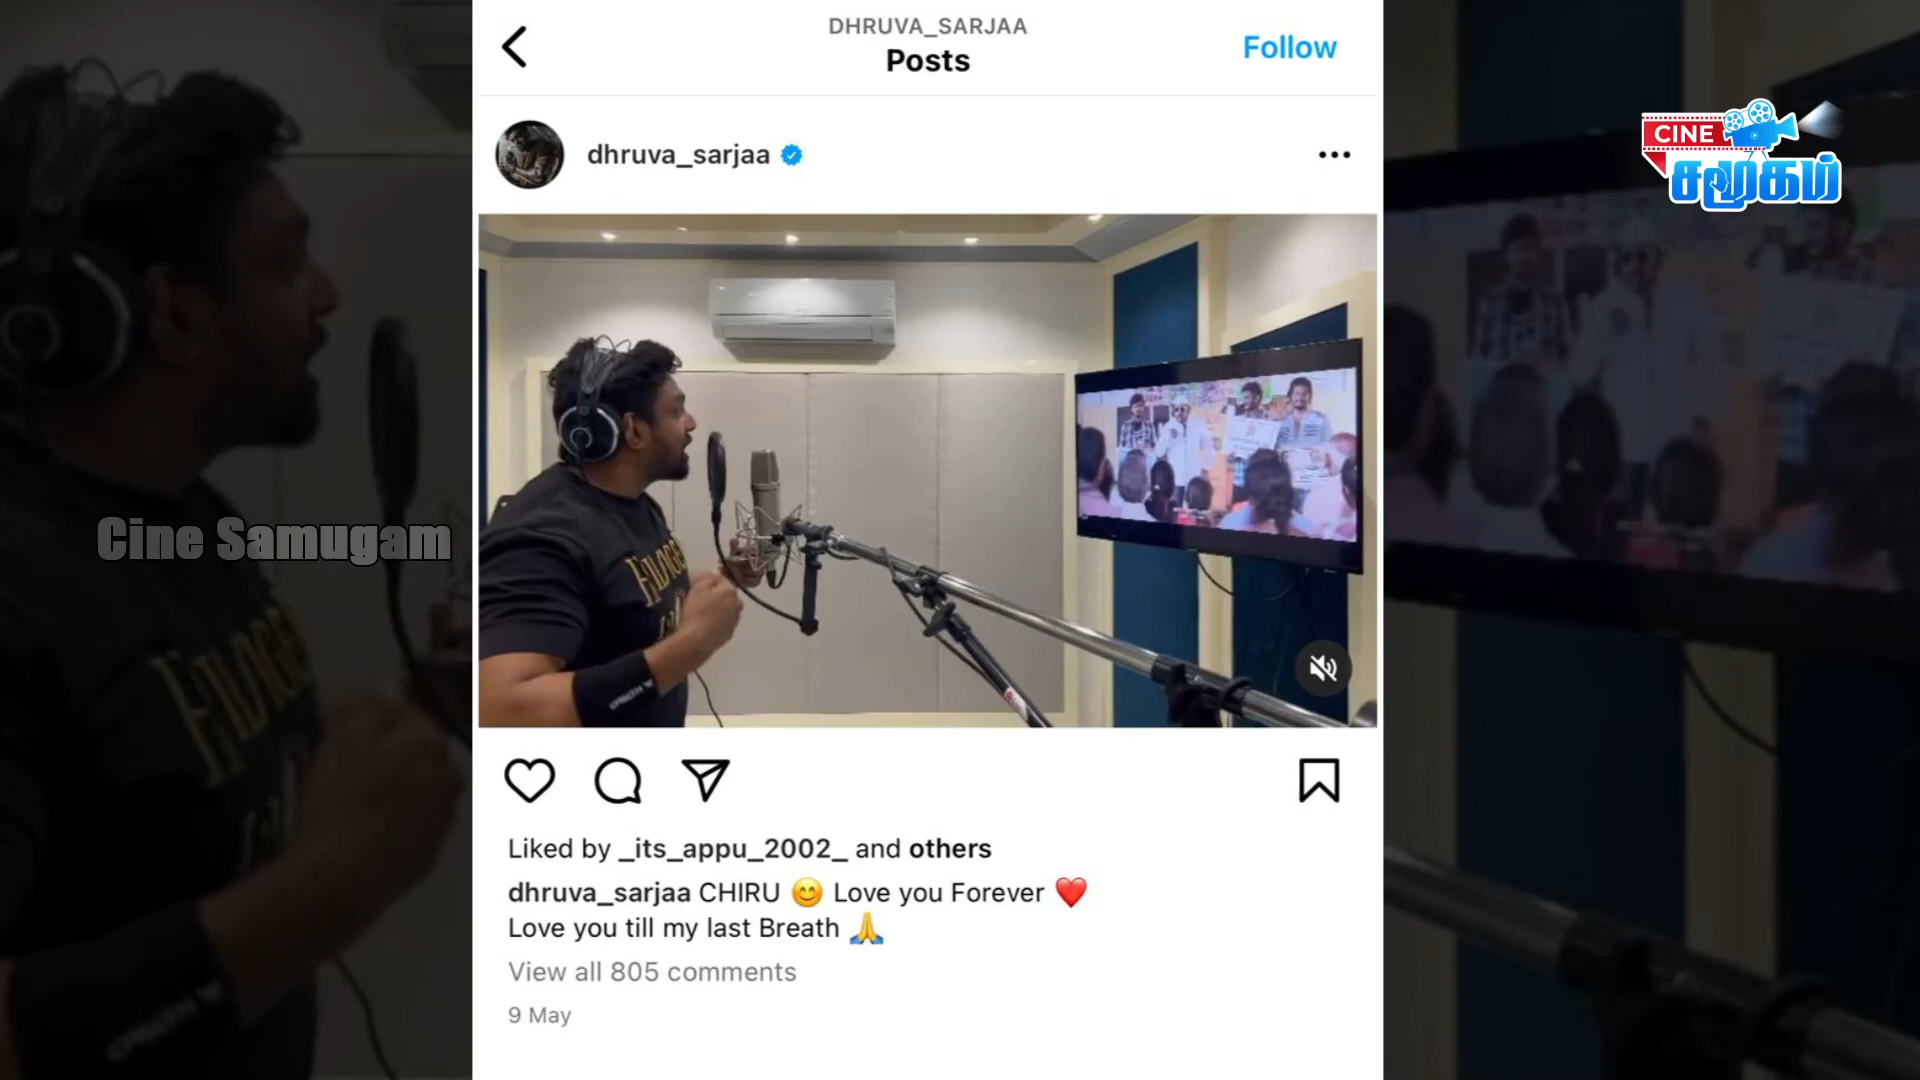 DHRUVA_SARJAA
Posts
Follow
CINE
சமூகம்
dhruva_sarjaa
Cine Samugam
Liked by _its_appu_2002_ and others
dhruva_sarjaa CHIRU 😊 Love you Forever ❤️
Love you till my last Breath 🙏
View all 805 comments
9 May